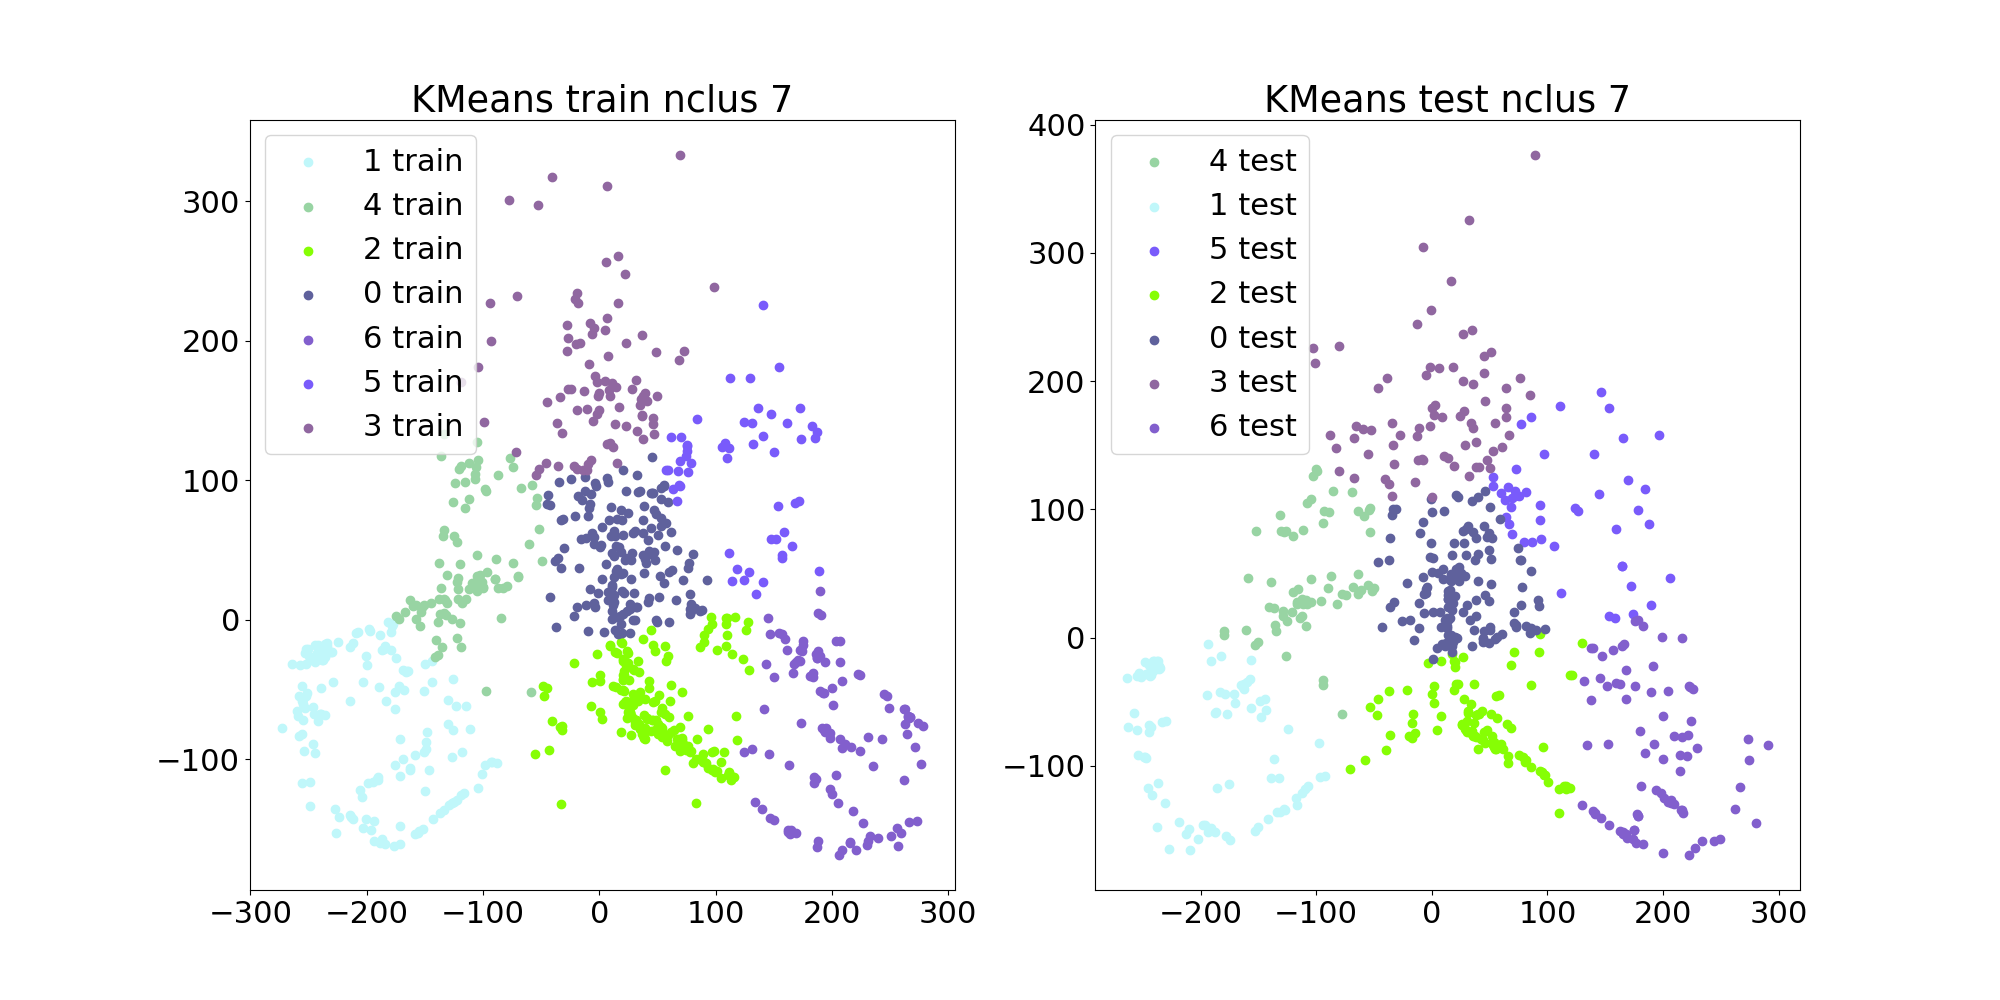 KMeans train nclus 7
1 train
4 train
2 train
0 train
6 train
5 train
3 train
300
200
100
0
−100
−300 −200 −100 0 100 200 300
KMeans test nclus 7
4 test
1 test
5 test
2 test
0 test
3 test
6 test
400
300
200
100
0
−100
−200 −100 0 100 200 300